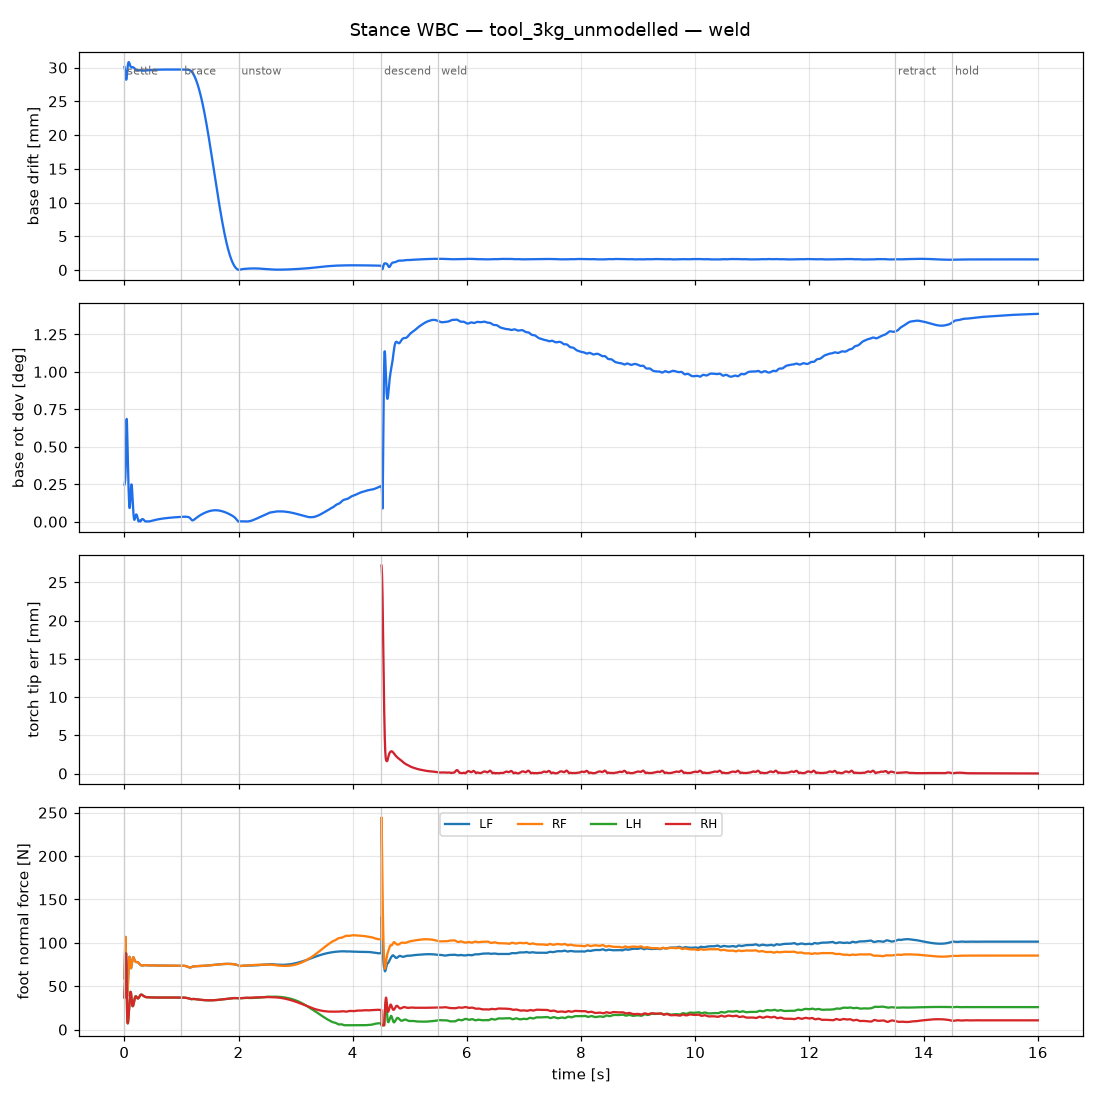 Stance WBC — tool_3kg_unmodelled — weld
base drift [mm]
30
25
20
15
10
5
0
settle
brace
unstow
descend
weld
retract
hold
base rot dev [deg]
1.25
1.00
0.75
0.50
0.25
0.00
torch tip err [mm]
25
20
15
10
5
0
foot normal force [N]
250
200
150
100
50
0
LF
RF
LH
RH
0
2
4
6
8
10
12
14
16
time [s]